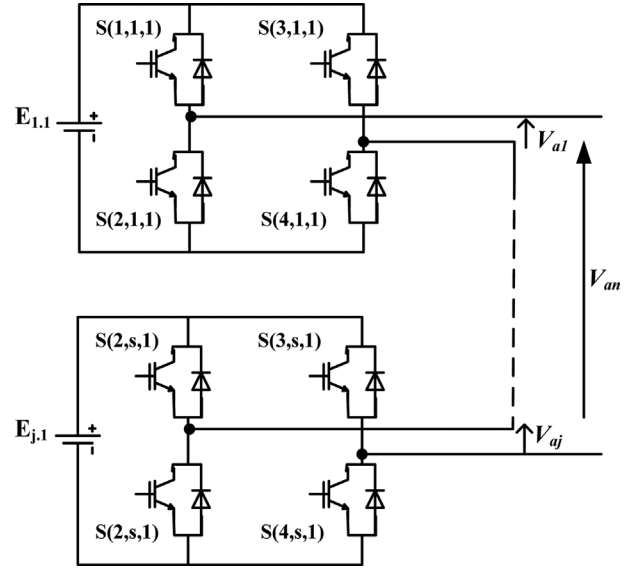 S(1,1,1) S(3,1,1)
E1.1 + -
Va1
S(2,1,1) S(4,1,1)
Van
S(2,s,1) S(3,s,1)
Ej.1 + -
Vaj
S(2,s,1) S(4,s,1)